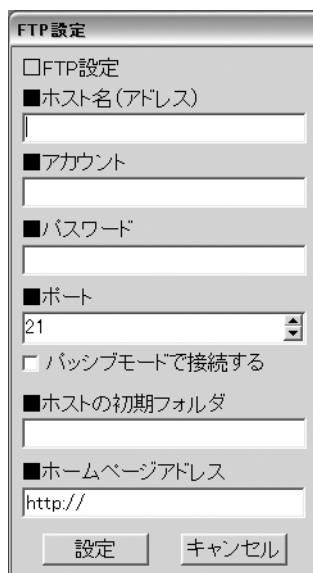 FTP設定
□FTP設定
■ホスト名(アドレス)
■アカウント
■パスワード
■ポート
21
パッシブモードで接続する
■ホストの初期フォルダ
■ホームページアドレス
http://
設定 キャンセル